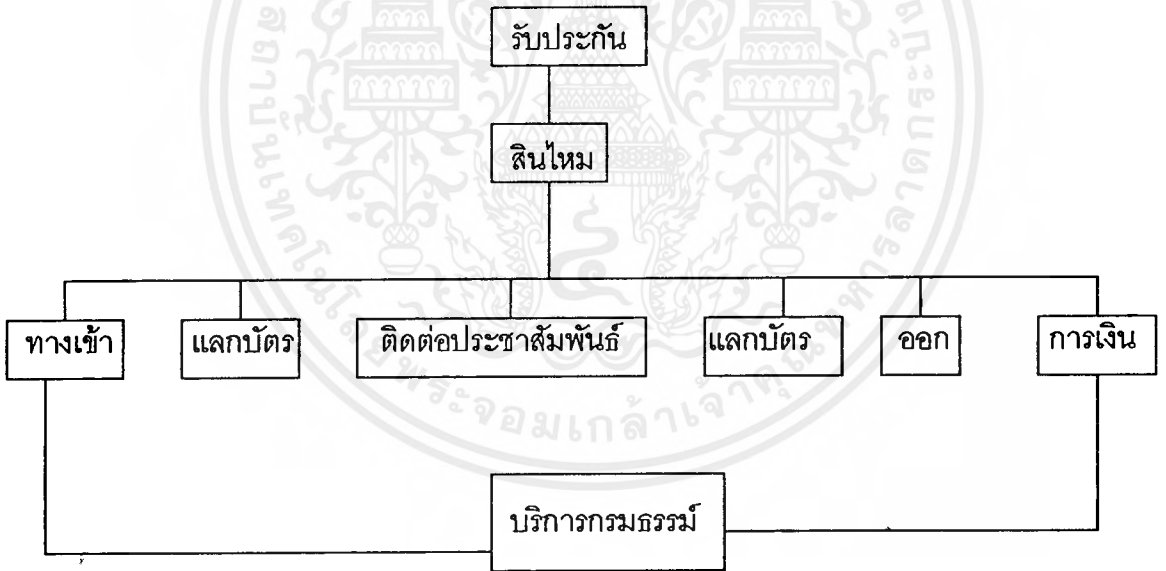 รับประกัน
สินไหม
ทางเข้า
แลกบัตร
ติดต่อประชาสัมพันธ์
แลกบัตร
ออก
การเงิน
บริการกรมธรรม์